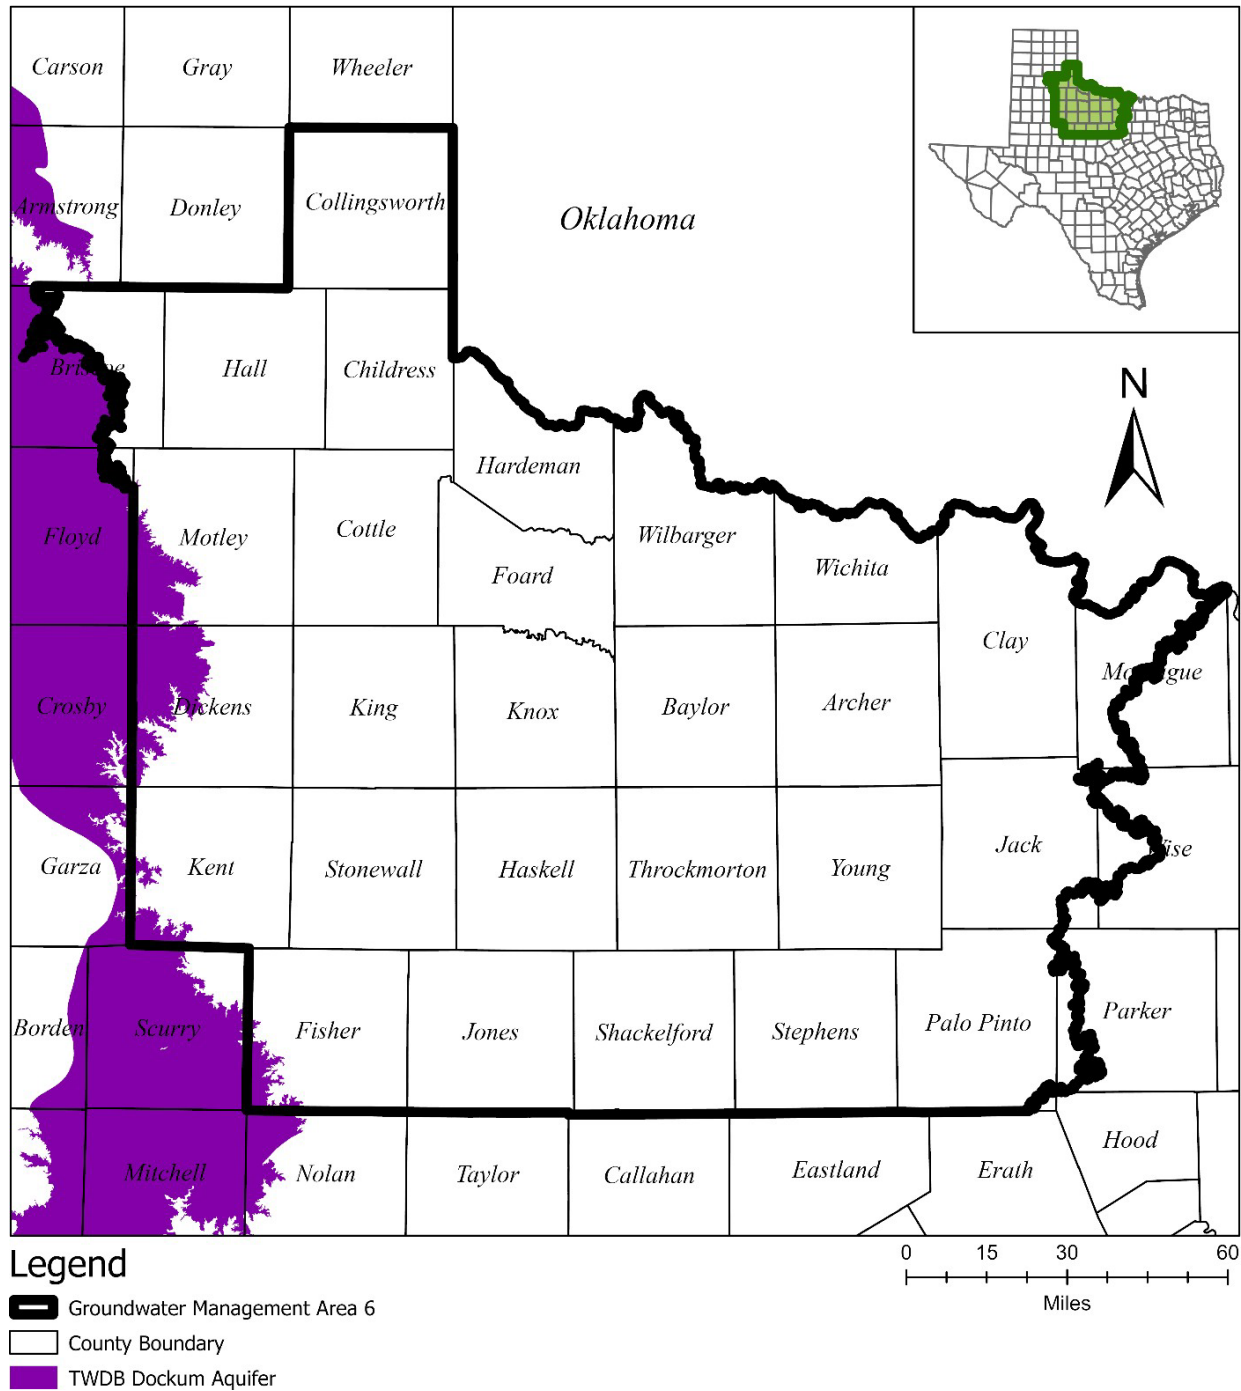 Carson
Gray
Wheeler
Armstrong
Donley
Collingsworth
Oklahoma
Briscoe
Hall
Childress
N
Hardeman
Floyd
Motley
Cottle
Wilbarger
Foard
Wichita
Clay
Montague
Crosby
Dickens
King
Knox
Baylor
Archer
Garza
Kent
Stonewall
Haskell
Throckmorton
Young
Jack
Wise
Borden
Scurry
Fisher
Jones
Shackelford
Stephens
Palo Pinto
Parker
Mitchell
Nolan
Taylor
Callahan
Eastland
Erath
Hood
Legend
Groundwater Management Area 6
County Boundary
TWDB Dockum Aquifer
0 15 30 60
Miles